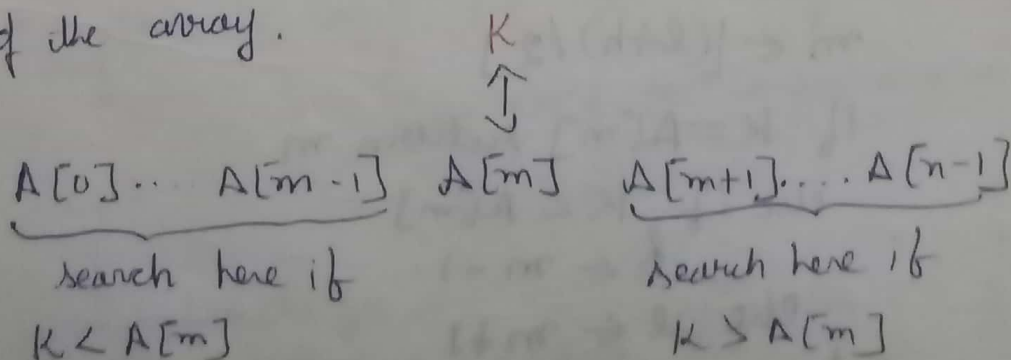 f the array. K
A[0].. A[m-1] A[m] A[m+1]..... A[n-1]
search here if search here if
K < A[m] K > A[m]